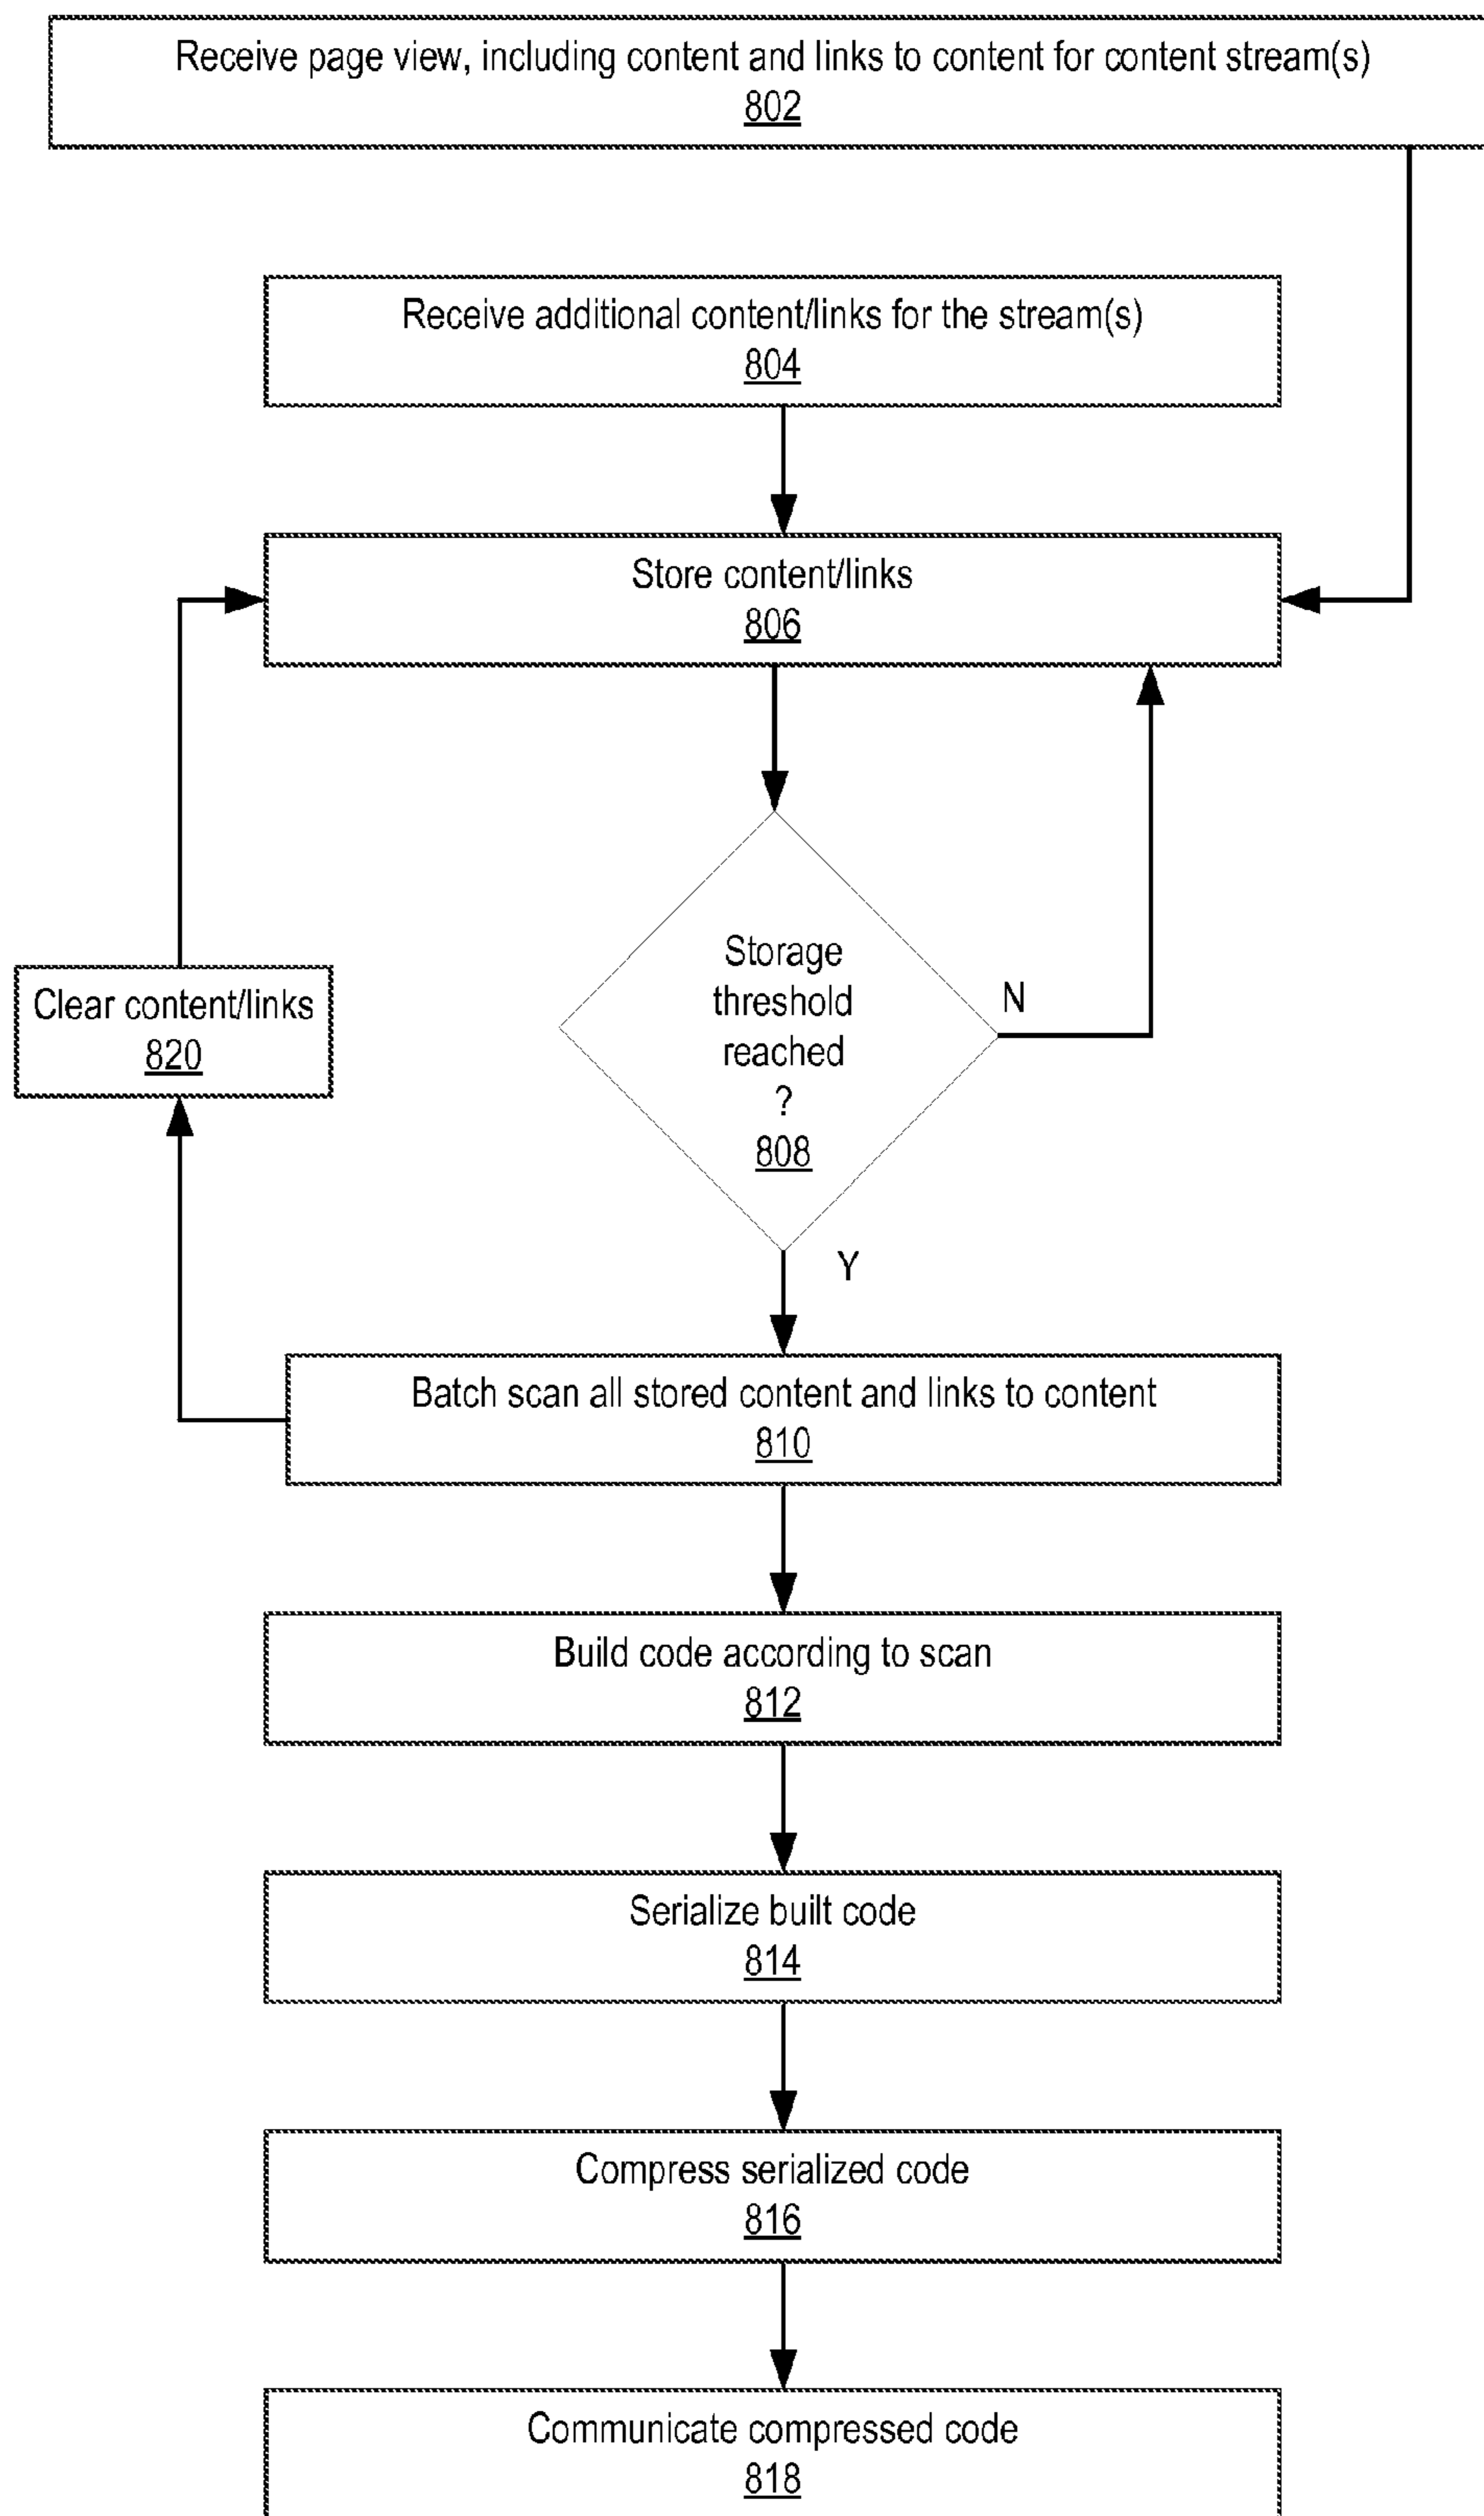 Receive page view, including content and links to content for content stream(s)
802
Receive additional content/links for the stream(s)
804
Store content/links
806
Storage
threshold
reached
?
808
N
Clear content/links
820
Y
Batch scan all stored content and links to content
810
Build code according to scan
812
Serialize built code
814
Compress serialized code
816
Communicate compressed code
818